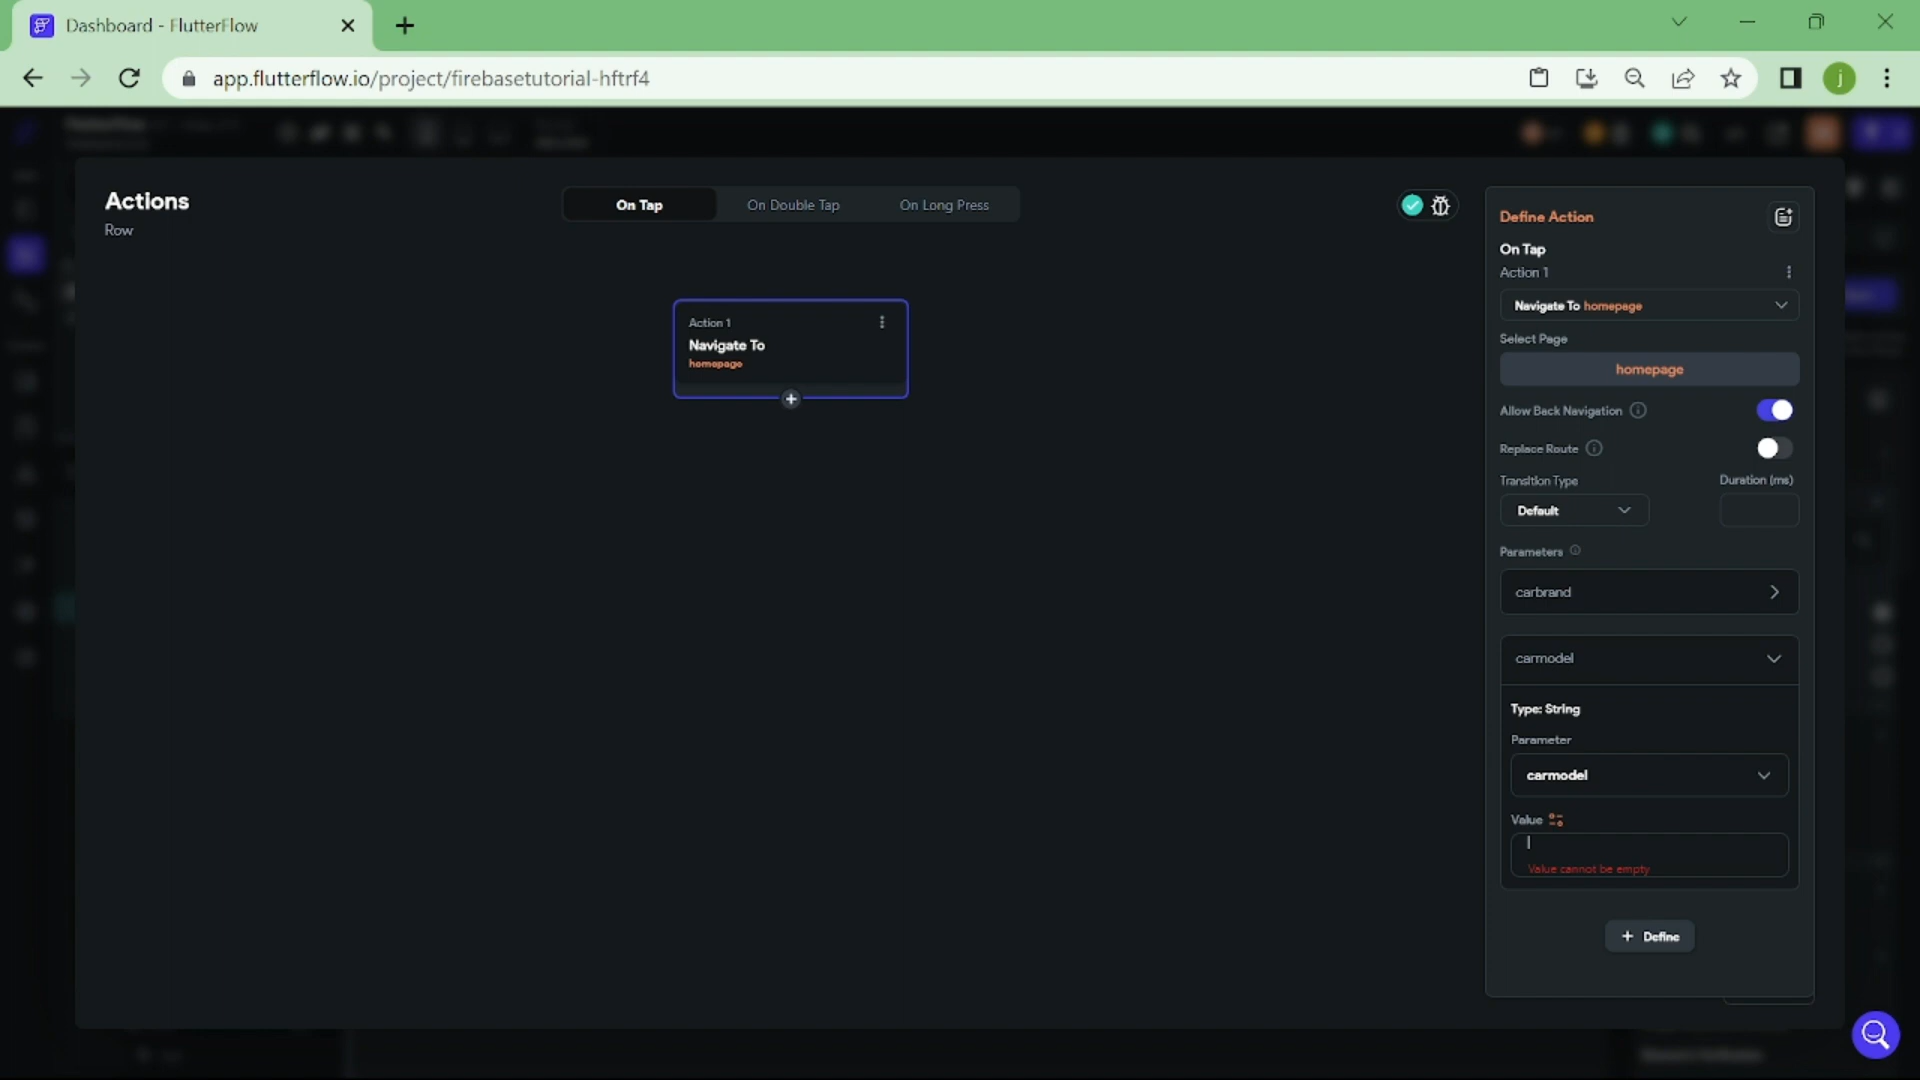 Dashboard - FlutterFlow
app.flutterflow.io/project/firebasetutorial-hftrf4
j
Actions
Row
On Tap
On Double Tap
On Long Press
Action 1
Navigate To
homepage
Define Action
On Tap
Action 1
Navigate To homepage
Select Page
homepage
Allow Back Navigation
Replace Route
Transition Type
Duration (ms)
Default
Parameters
carbrand
carmodel
Type: String
Parameter
carmodel
Value
Value cannot be empty
+ Define